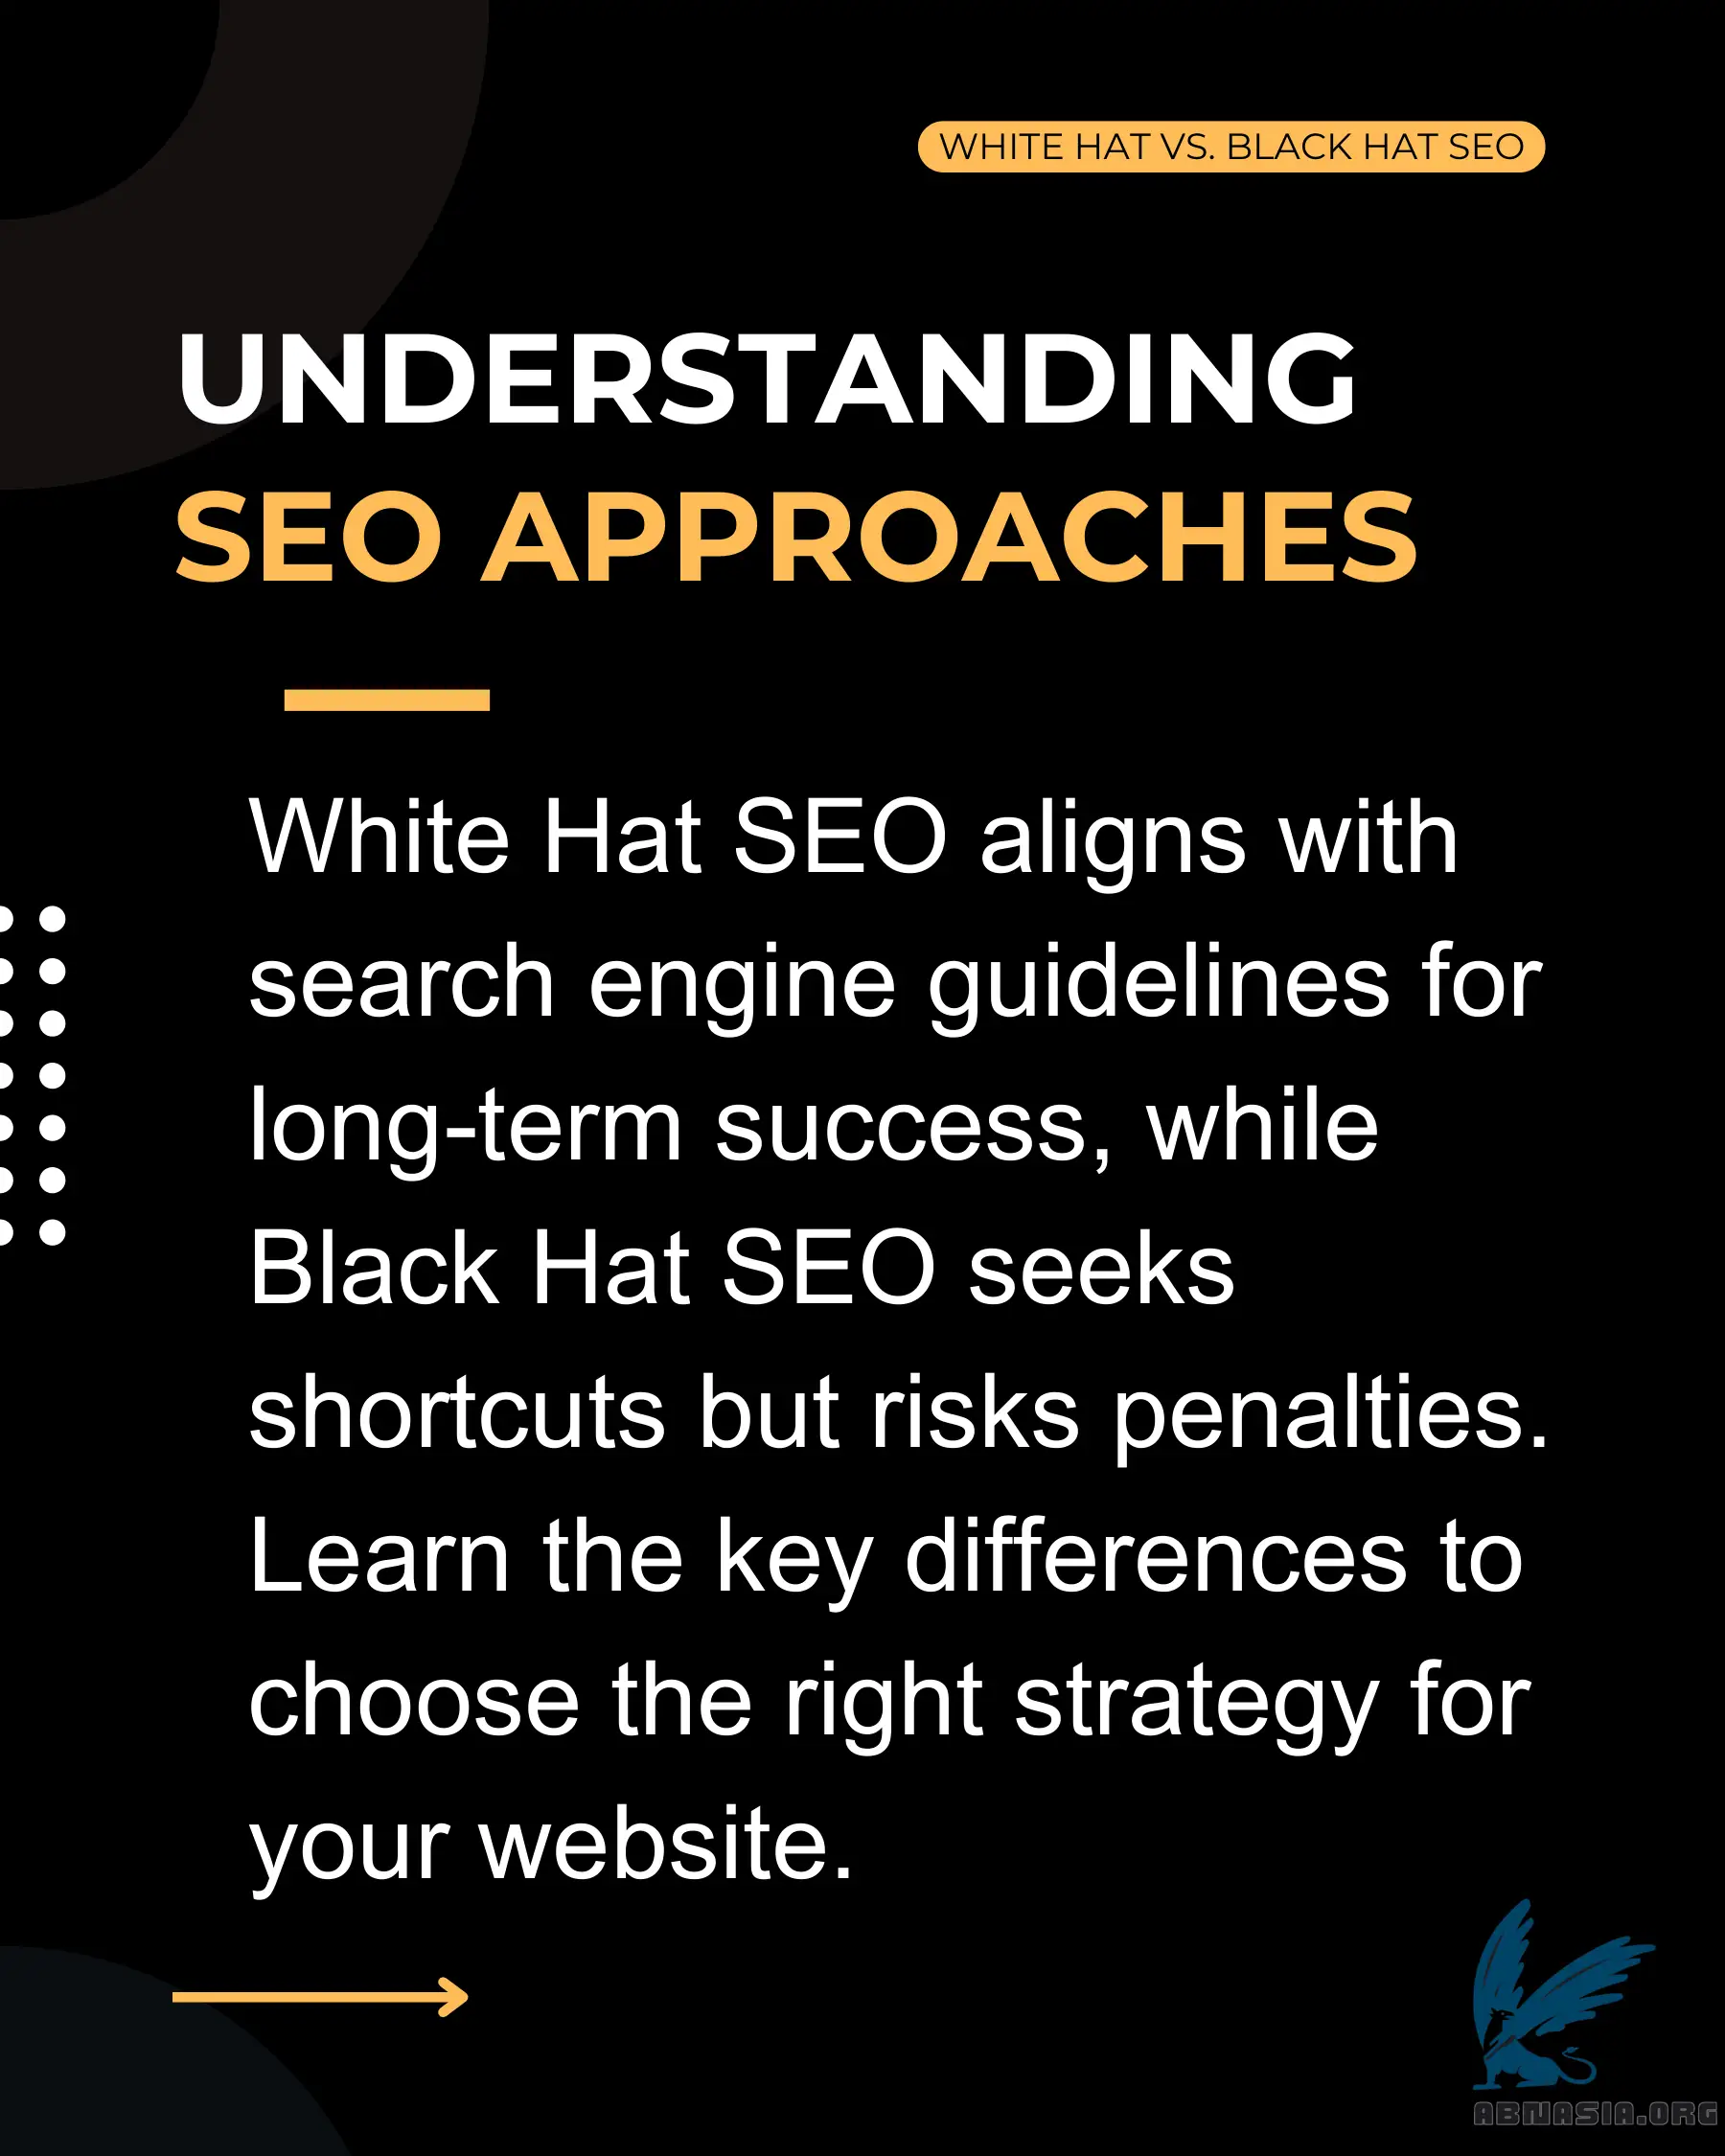 WHITE HAT VS. BLACK HAT SEO
UNDERSTANDING
SEO APPROACHES
White Hat SEO aligns with
search engine guidelines for
long-term success, while
Black Hat SEO seeks
shortcuts but risks penalties.
Learn the key differences to
choose the right strategy for
your website.
ABNASIA.ORG